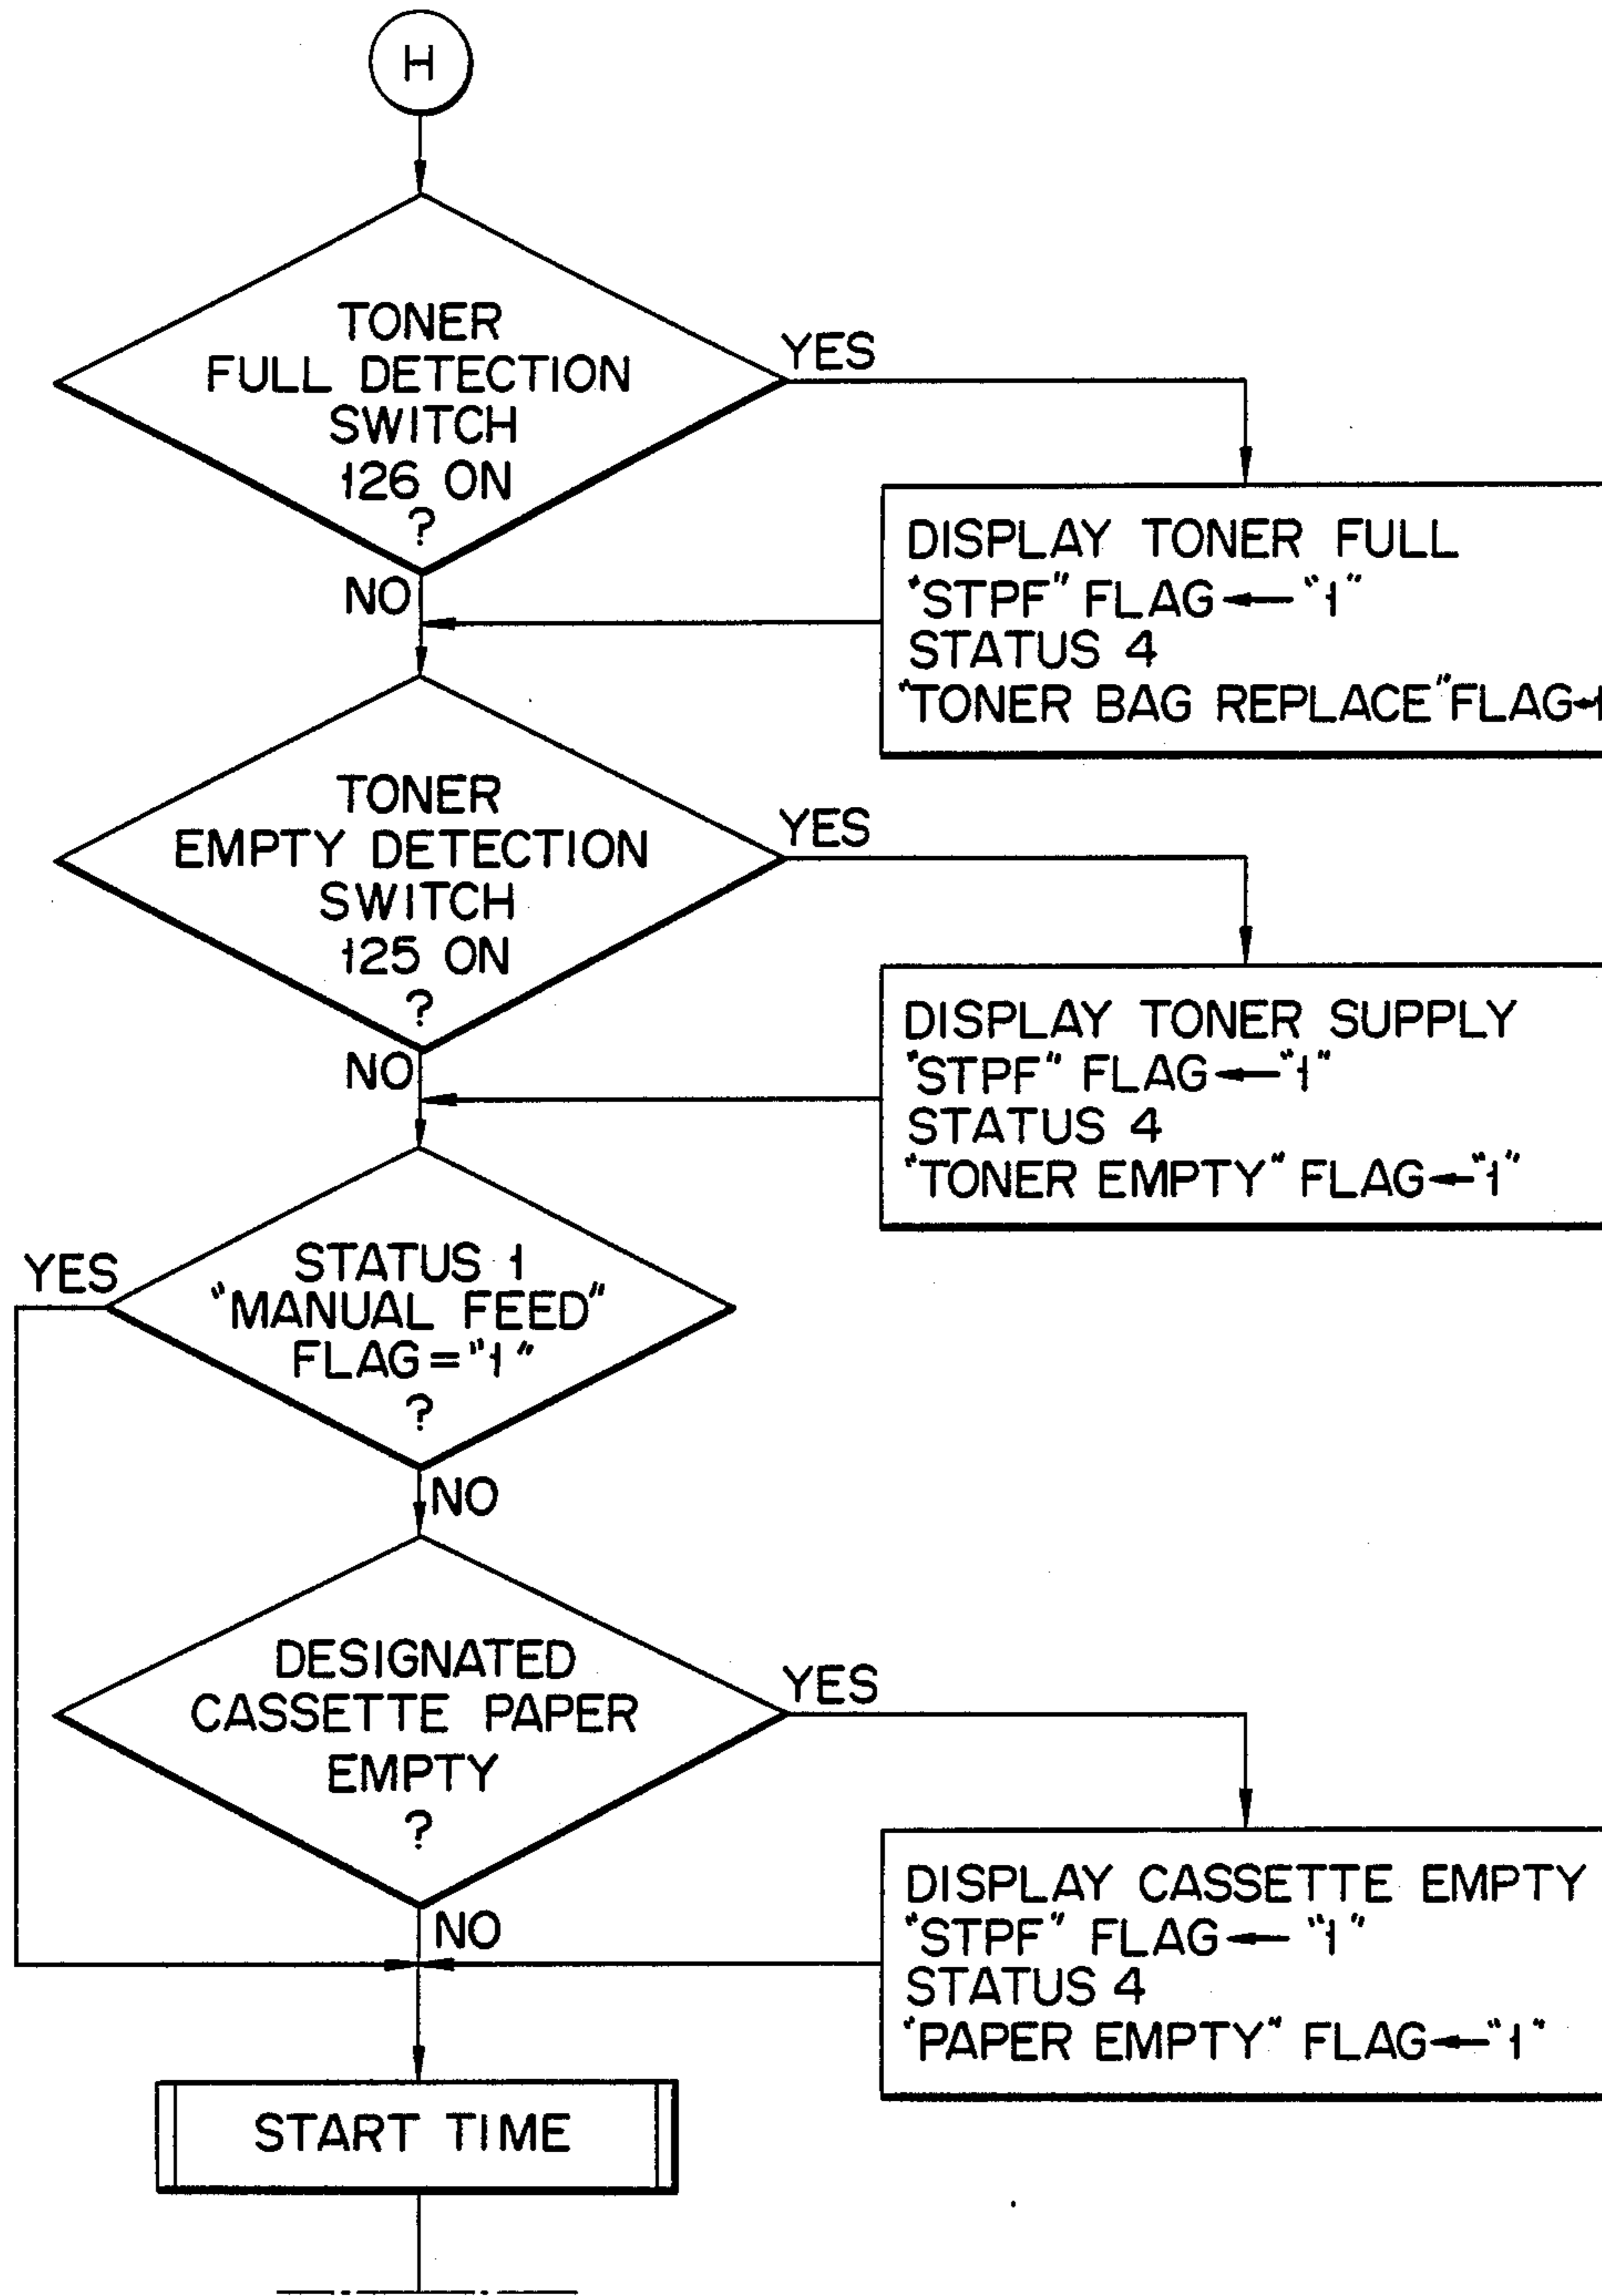 H
TONER
FULL DETECTION
SWITCH
126 ON
?
YES
NO
DISPLAY TONER FULL
"STPF" FLAG ← "1"
STATUS 4
"TONER BAG REPLACE" FLAG←1
TONER
EMPTY DETECTION
SWITCH
125 ON
?
YES
NO
DISPLAY TONER SUPPLY
"STPF" FLAG ← "1"
STATUS 4
"TONER EMPTY" FLAG ← "1"
STATUS 1
"MANUAL FEED"
FLAG = "1"
?
YES
NO
DESIGNATED
CASSETTE PAPER
EMPTY
?
YES
NO
DISPLAY CASSETTE EMPTY
"STPF" FLAG ← "1"
STATUS 4
"PAPER EMPTY" FLAG ← "1"
START TIME